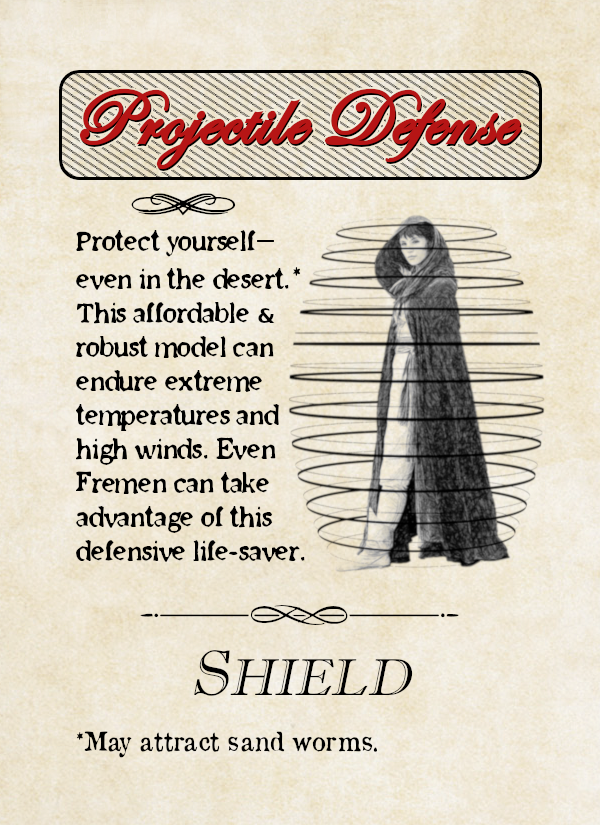 Projectile Defense
Protect yourself—
even in the desert.*
This affordable &
robust model can
endure extreme
temperatures and
high winds. Even
Fremen can take
advantage of this
defensive life-saver.
SHIELD
*May attract sand worms.